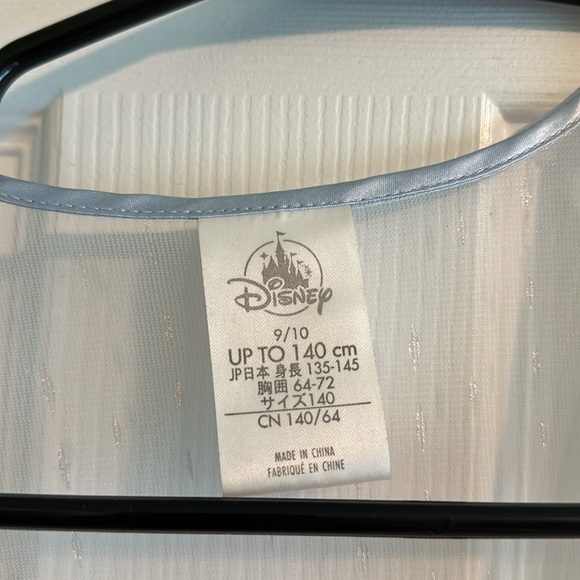 Disney
9/10
UP TO 140 cm
JP日本 身長 135-145
胸囲 64-72
サイズ140
CN 140/64
MADE IN CHINA
FABRIQUÉ EN CHINE